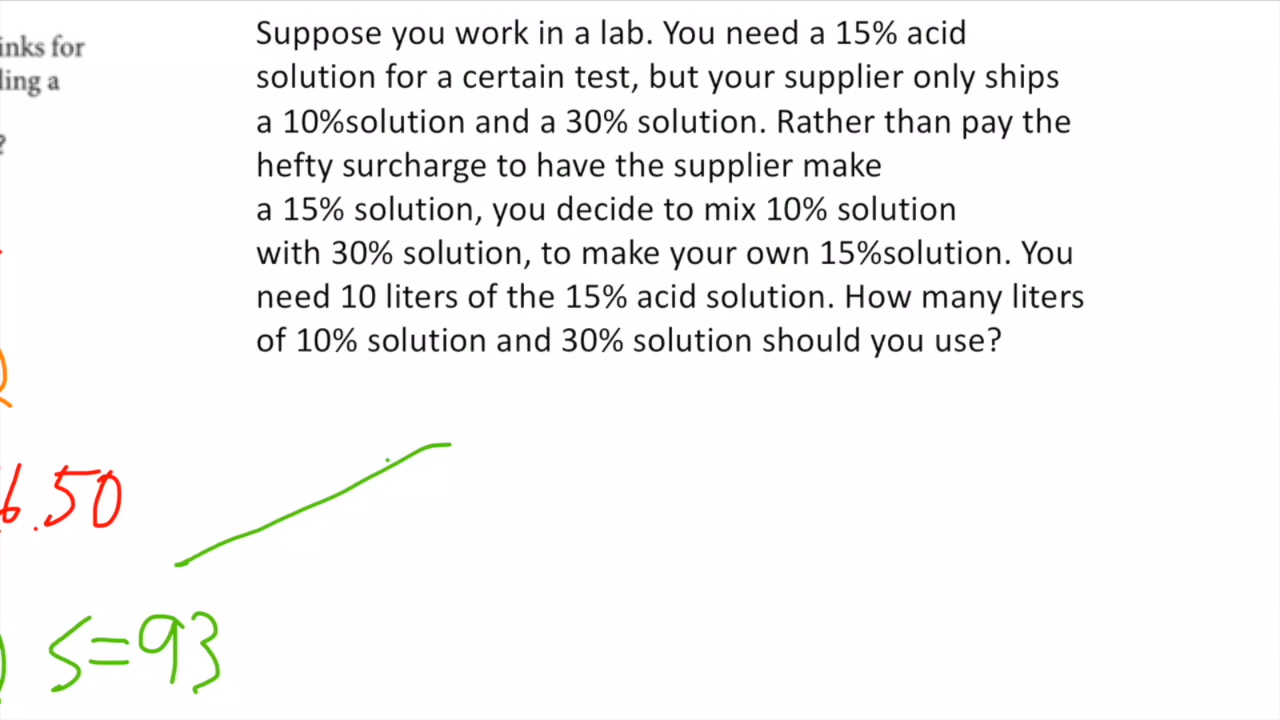 inks for
ling a
?
Suppose you work in a lab. You need a 15% acid
solution for a certain test, but your supplier only ships
a 10%solution and a 30% solution. Rather than pay the
hefty surcharge to have the supplier make
a 15% solution, you decide to mix 10% solution
with 30% solution, to make your own 15%solution. You
need 10 liters of the 15% acid solution. How many liters
of 10% solution and 30% solution should you use?
6.50
s=93